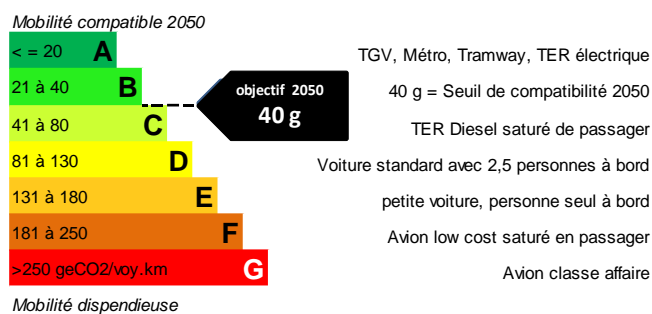 Mobilité compatible 2050
< = 20 A TGV, Métro, Tramway, TER électrique
21 à 40 B objectif 2050 40 g = Seuil de compatibilité 2050
40 g
41 à 80 C TER Diesel saturé de passager
81 à 130 D Voiture standard avec 2,5 personnes à bord
131 à 180 E petite voiture, personne seul à bord
181 à 250 F Avion low cost saturé en passager
>250 geCO2/voy.km G Avion classe affaire
Mobilité dispendieuse